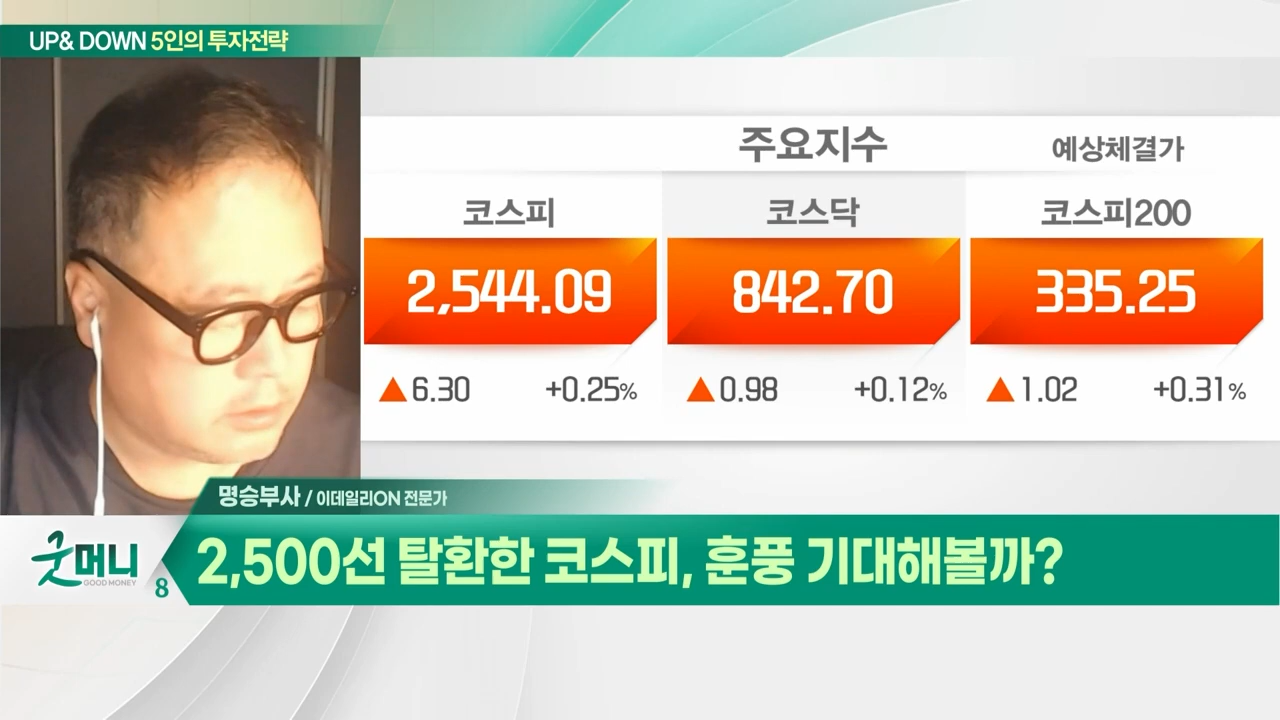 UP& DOWN 5인의 투자전략
주요지수
예상체결가
코스피
코스닥
코스피200
2,544.09
842.70
335.25
▲6.30 +0.25%
▲0.98 +0.12%
▲1.02 +0.31%
명승부사 / 이데일리ON 전문가
굿머니
GOOD MONEY
8
2,500선 탈환한 코스피, 훈풍 기대해볼까?